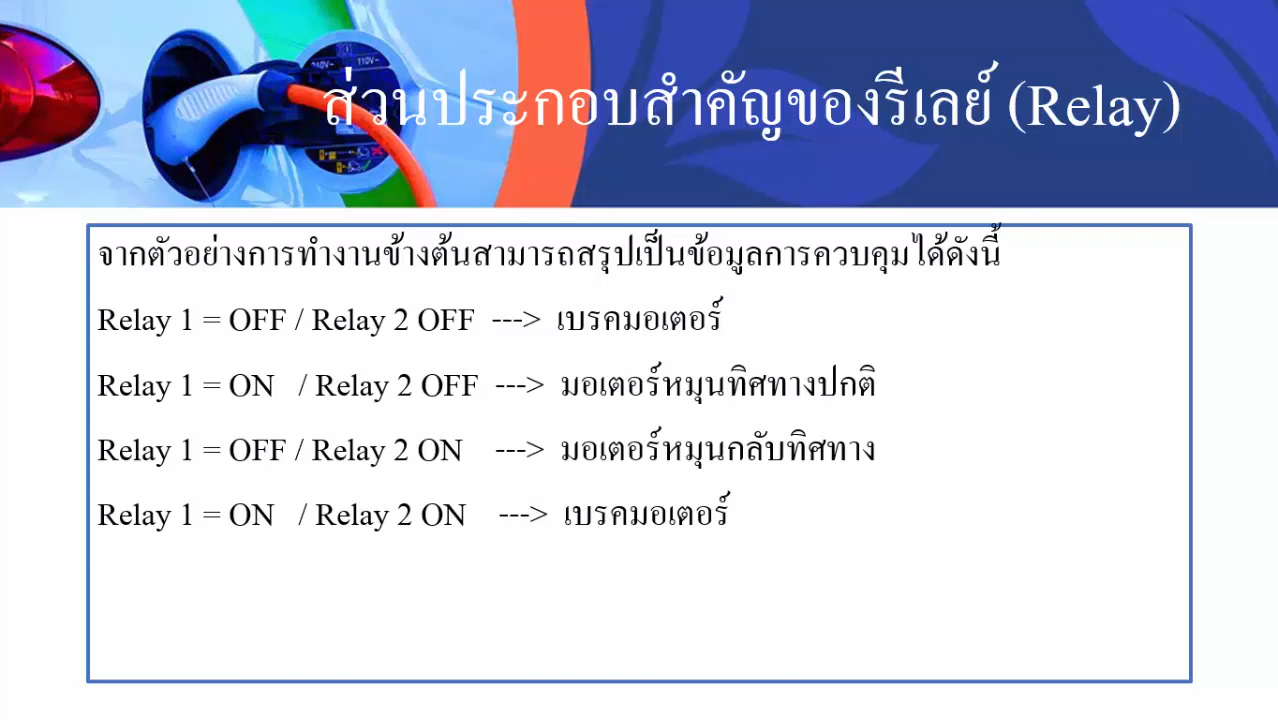 ส่วนประกอบสำคัญของรีเลย์ (Relay)
จากตัวอย่างการทำงานข้างต้นสามารถสรุปเป็นข้อมูลการควบคุมได้ดังนี้
Relay 1 = OFF / Relay 2 OFF ---> เบรคมอเตอร์
Relay 1 = ON / Relay 2 OFF ---> มอเตอร์หมุนทิศทางปกติ
Relay 1 = OFF / Relay 2 ON ---> มอเตอร์หมุนกลับทิศทาง
Relay 1 = ON / Relay 2 ON ---> เบรคมอเตอร์